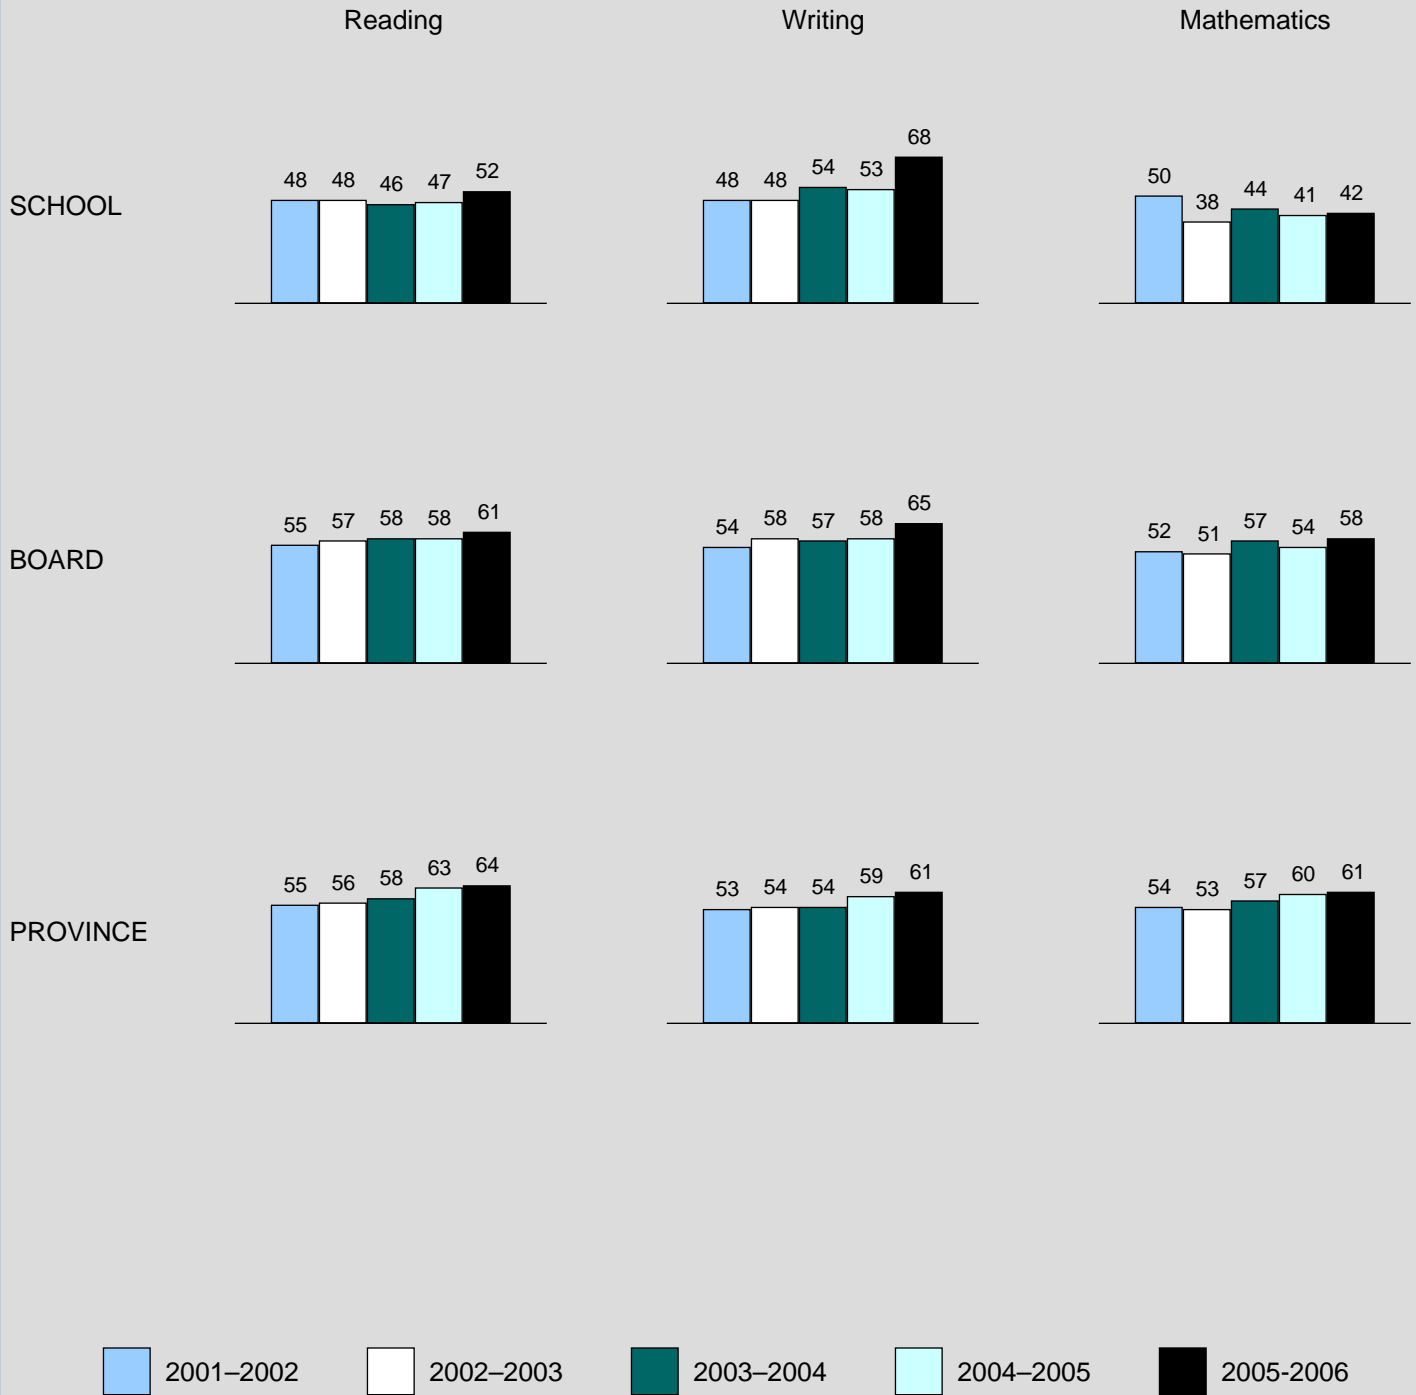 Reading Writing Mathematics
SCHOOL
48 48 46 47 52
48 48 54 53 68
50 38 44 41 42
BOARD
55 57 58 58 61
54 58 57 58 65
52 51 57 54 58
PROVINCE
55 56 58 63 64
53 54 54 59 61
54 53 57 60 61
2001–2002 2002–2003 2003–2004 2004–2005 2005-2006